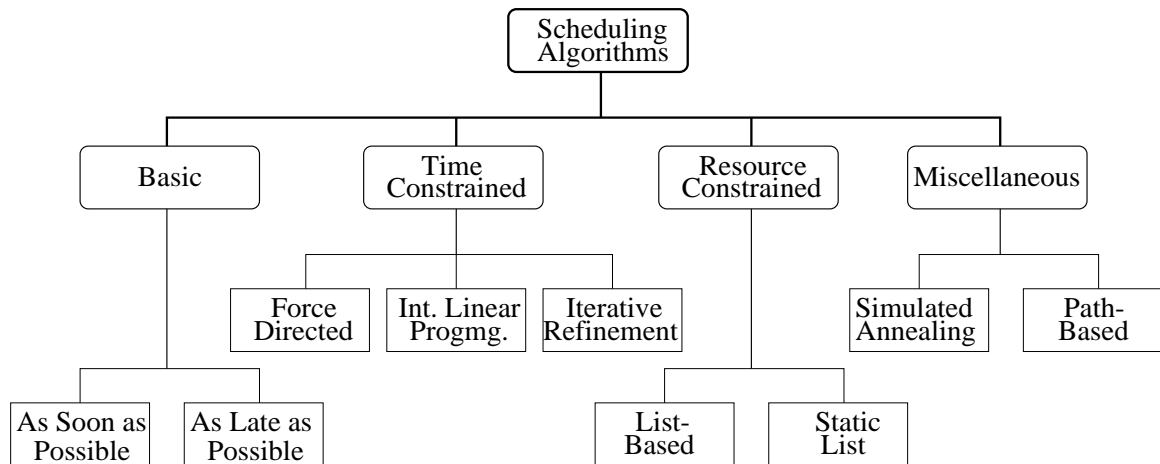 Scheduling
Algorithms
Basic
Time
Constrained
Resource
Constrained
Miscellaneous
Force
Directed
Int. Linear
Progmg.
Iterative
Refinement
Simulated
Annealing
Path-
Based
As Soon as
Possible
As Late as
Possible
List-
Based
Static
List